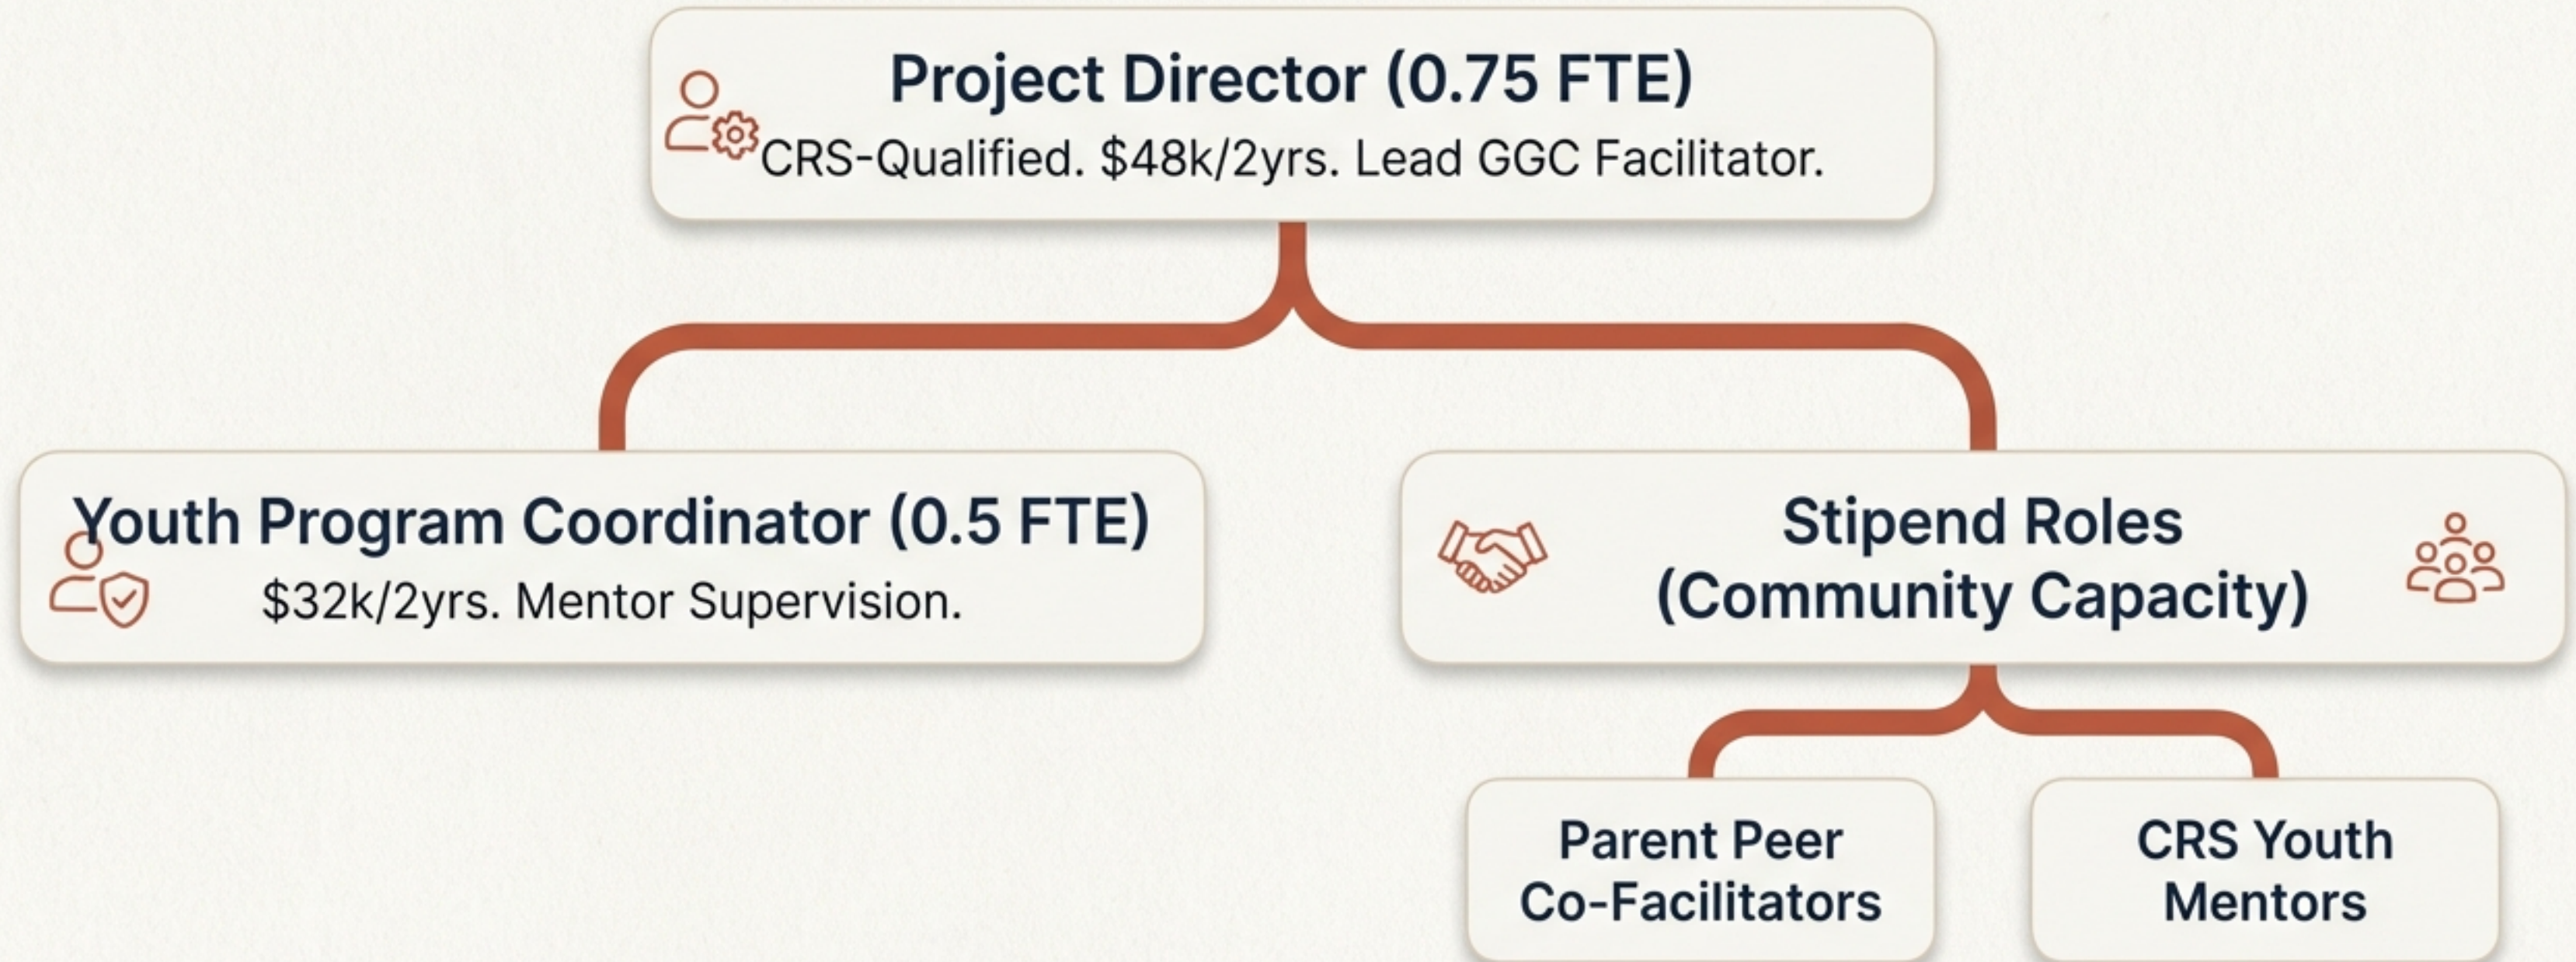 Project Director (0.75 FTE)
CRS-Qualified. $48k/2yrs. Lead GGC Facilitator.
Youth Program Coordinator (0.5 FTE)
$32k/2yrs. Mentor Supervision.
Stipend Roles
(Community Capacity)
Parent Peer
Co-Facilitators
CRS Youth
Mentors